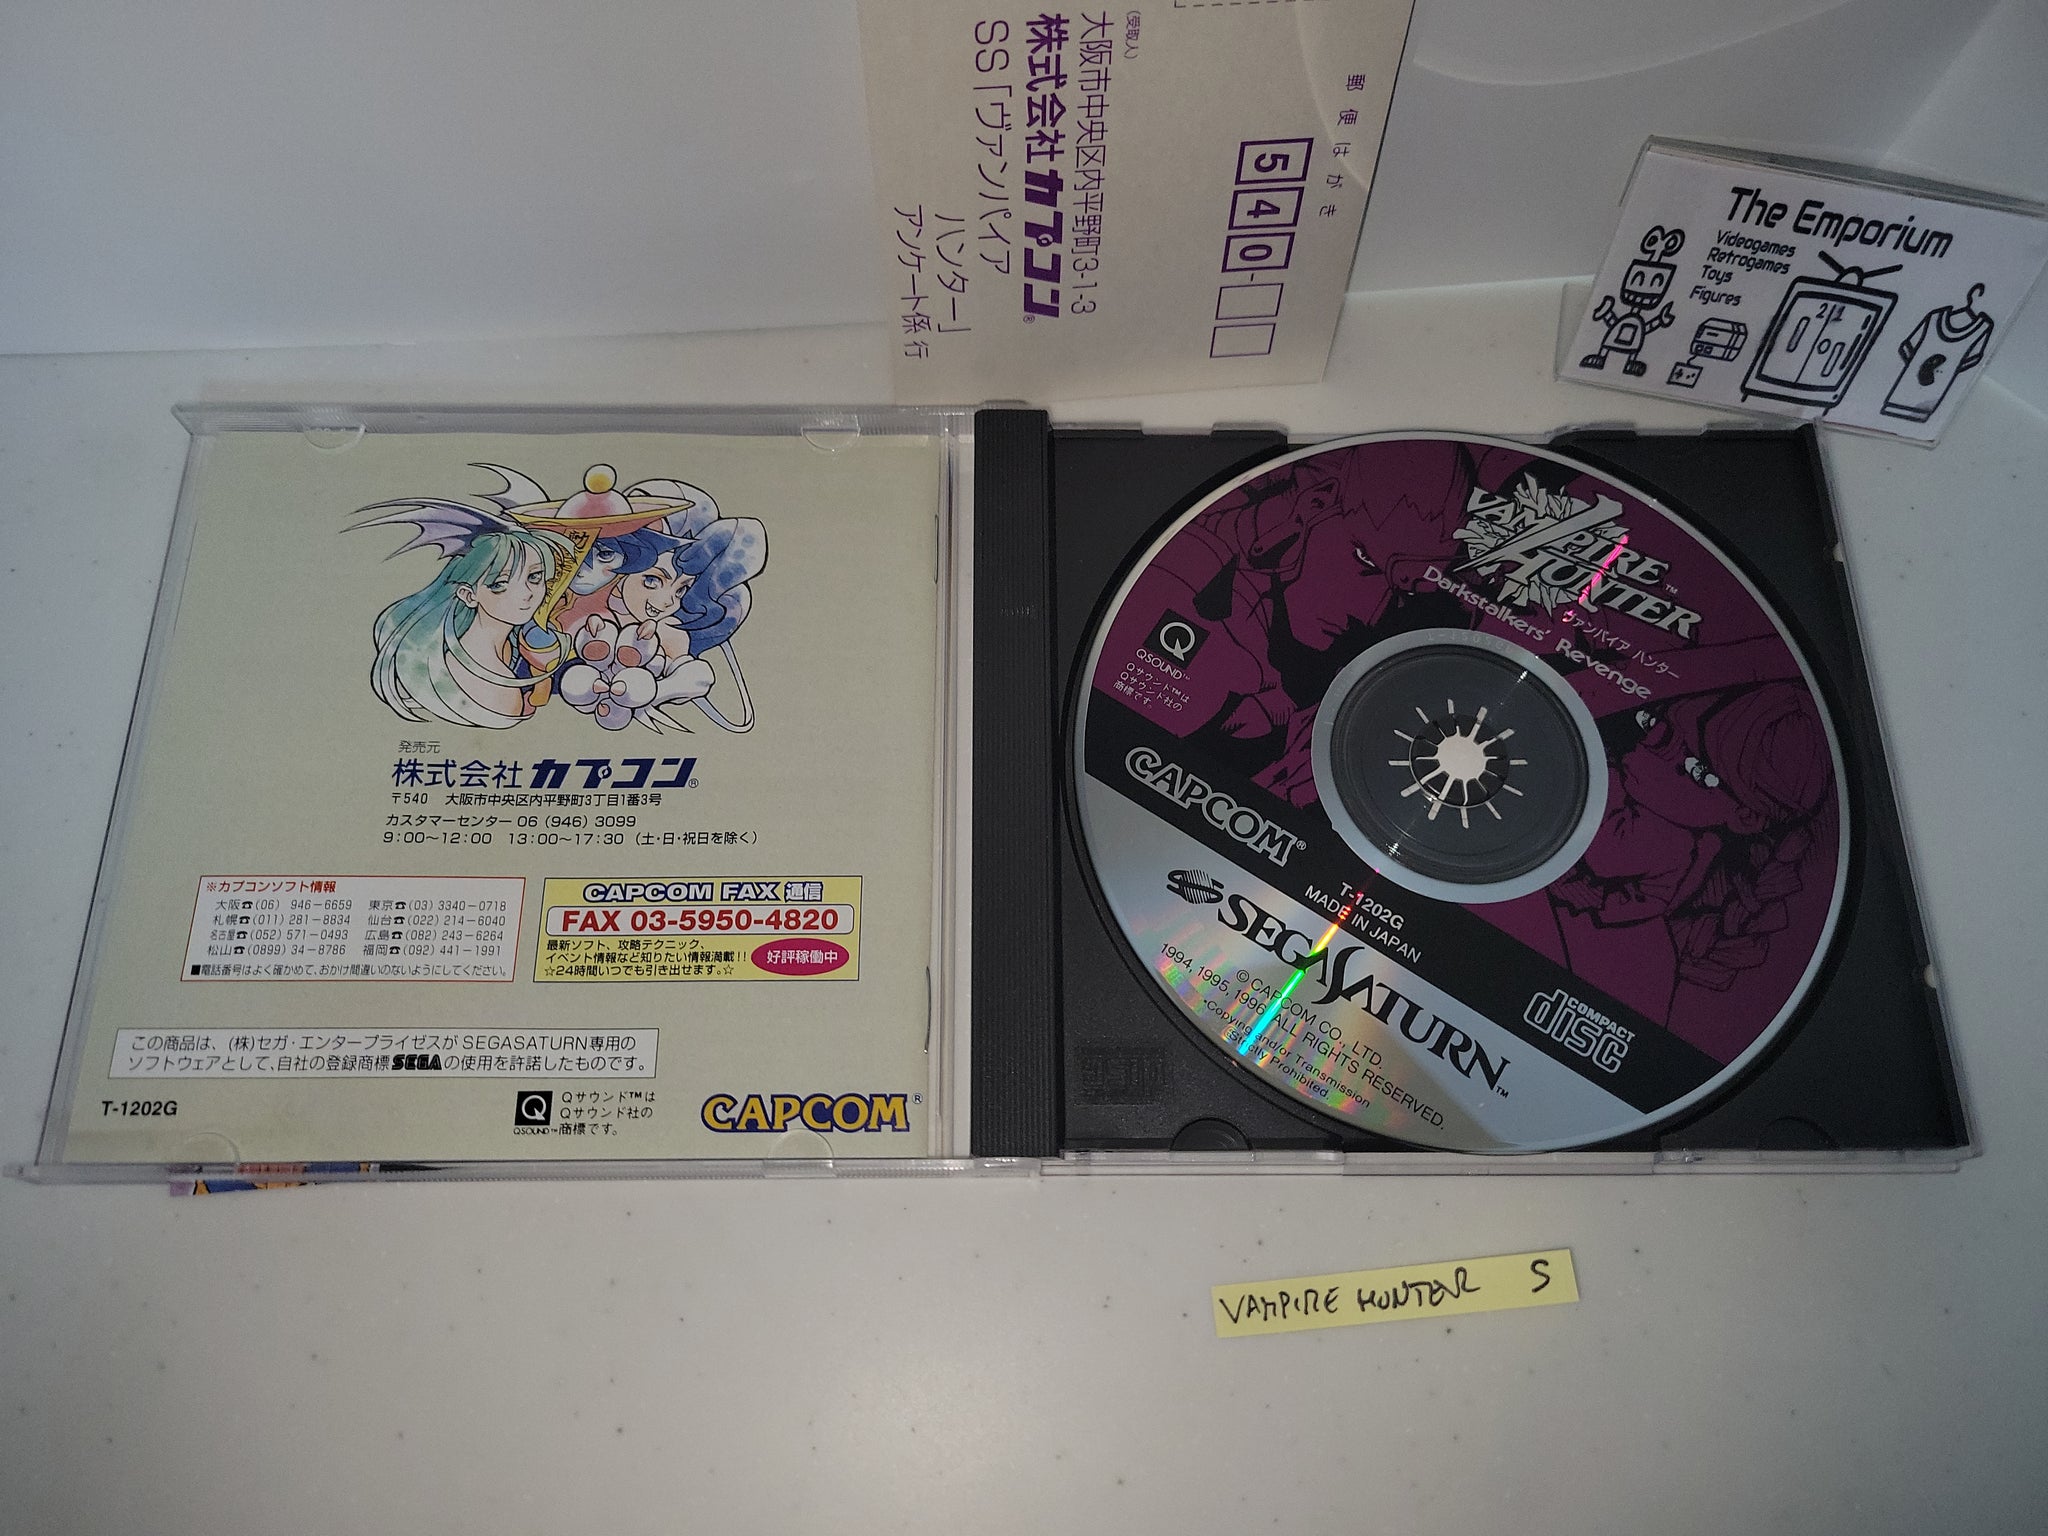 郵便はがき
540-
(受取人)
大阪市中央区内平野町3-1-3
株式会社カプコン®
SS「ヴァンパイア
ハンター」
アンケート係 行
The Emporium
Videogames
Retrogames
Toys
Figures
21
発売元
株式会社カプコン®
〒540 大阪市中央区内平野町3丁目1番3号
カスタマーセンター 06 (946) 3099
9:00～12:00 13:00～17:30 (土・日・祝日を除く)
※カプコンソフト情報
大阪☎(06) 946-6659 東京☎(03) 3340-0718
札幌☎(011) 281-8834 仙台☎(022) 214-6040
名古屋☎(052) 571-0493 広島☎(082) 243-6264
松山☎(0899) 34-8786 福岡☎(092) 441-1991
■電話番号はよく確かめて、おかけ間違いのないようにしてください。
CAPCOM FAX 通信
FAX 03-5950-4820
最新ソフト、攻略テクニック、
イベント情報など知りたい情報満載!!
☆24時間いつでも引き出せます。☆
好評稼働中
この商品は、(株)セガ・エンタープライゼスがSEGASATURN専用の
ソフトウェアとして、自社の登録商標SEGAの使用を許諾したものです。
T-1202G
Q
QSOUND™
Qサウンド™は
Qサウンド社の
商標です。
CAPCOM®
VAMPIRE
HUNTER™
ヴァンパイア ハンター
Darkstalkers' Revenge
Q
QSOUND™
Qサウンド™は
Qサウンド社の
商標です。
CAPCOM®
T-1202G
MADE IN JAPAN
SEGA SATURN™
COMPACT
disc
© CAPCOM CO., LTD.
1994, 1995, 1996 ALL RIGHTS RESERVED.
•Copying and/or Transmission
Strictly Prohibited.
VAMPIRE HUNTER S